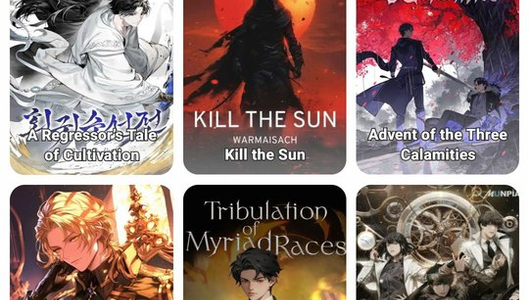 회귀수선전
A Regressor's Tale
of Cultivation
KILL THE SUN
WARMAISACH
Kill the Sun
Advent of the Three
Calamities
Tribulation
of
Myriad Races
MUNPIA